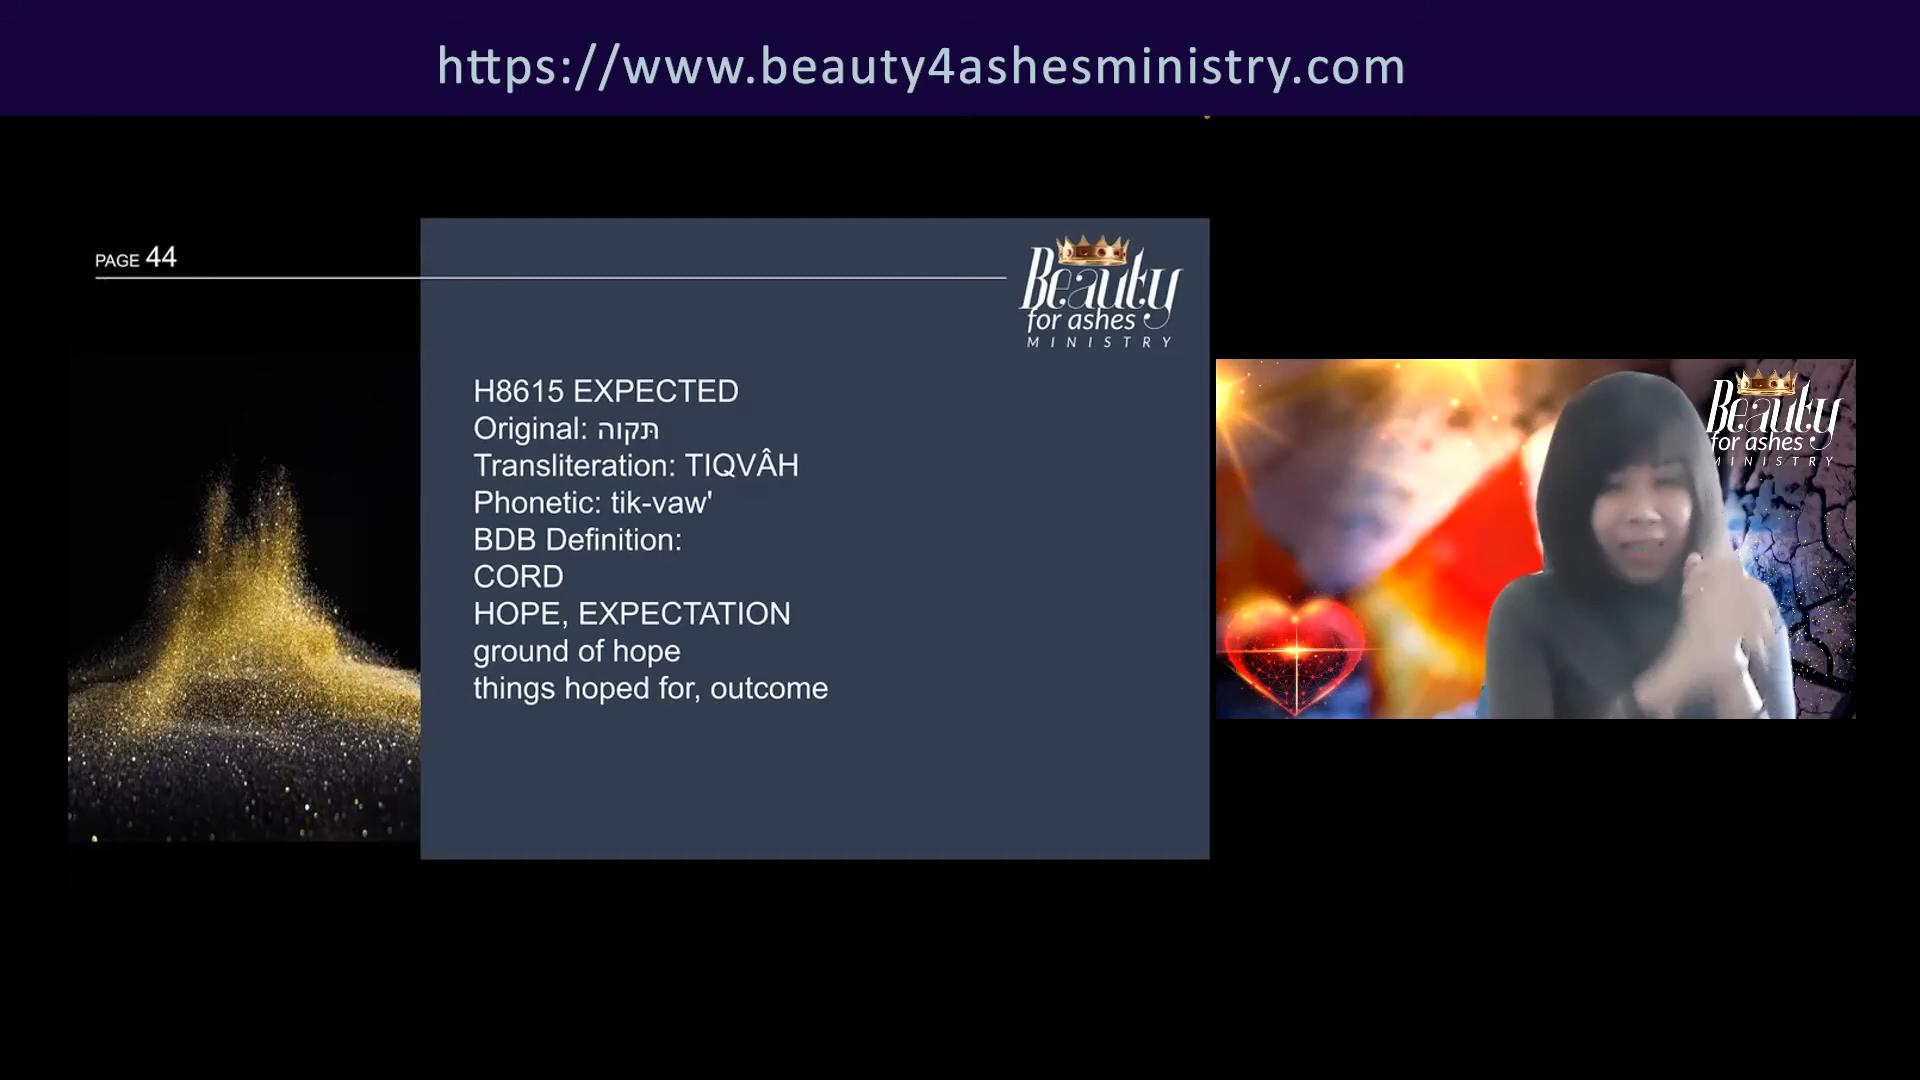 https://www.beauty4ashesministry.com
PAGE 44
Beauty
for ashes
MINISTRY
H8615 EXPECTED
Original: תקוה
Transliteration: TIQVÂH
Phonetic: tik-vaw'
BDB Definition:
CORD
HOPE, EXPECTATION
ground of hope
things hoped for, outcome
Beauty
for ashes
MINISTRY